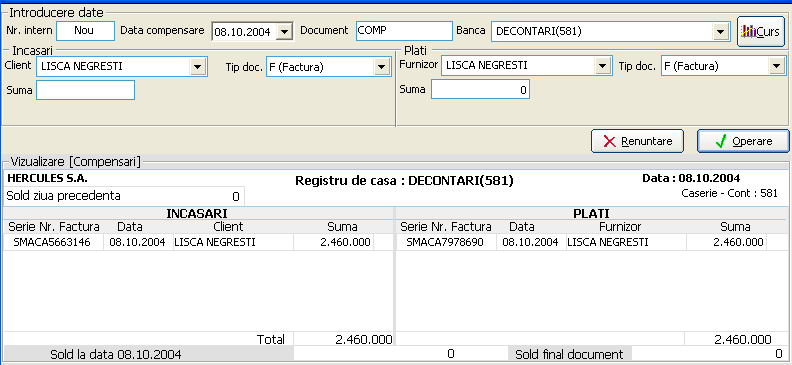 Introducere date
Nr. intern Nou Data compensare 08.10.2004 Document COMP Banca DECONTARI(581) Curs
Incasari
Client LISCA NEGRESTI Tip doc. F (Factura)
Suma
Plati
Furnizor LISCA NEGRESTI Tip doc. F (Factura)
Suma 0
Renuntare Operare
Vizualizare [Compensari]
HERCULES S.A. Registru de casa : DECONTARI(581) Data : 08.10.2004
Sold ziua precedenta 0 Caserie - Cont : 581
INCASARI PLATI
Serie Nr. Factura Data Client Suma Serie Nr. Factura Data Furnizor Suma
SMACA5663146 08.10.2004 LISCA NEGRESTI 2.460.000 SMACA7978690 08.10.2004 LISCA NEGRESTI 2.460.000
Total 2.460.000 2.460.000
Sold la data 08.10.2004 0 Sold final document 0